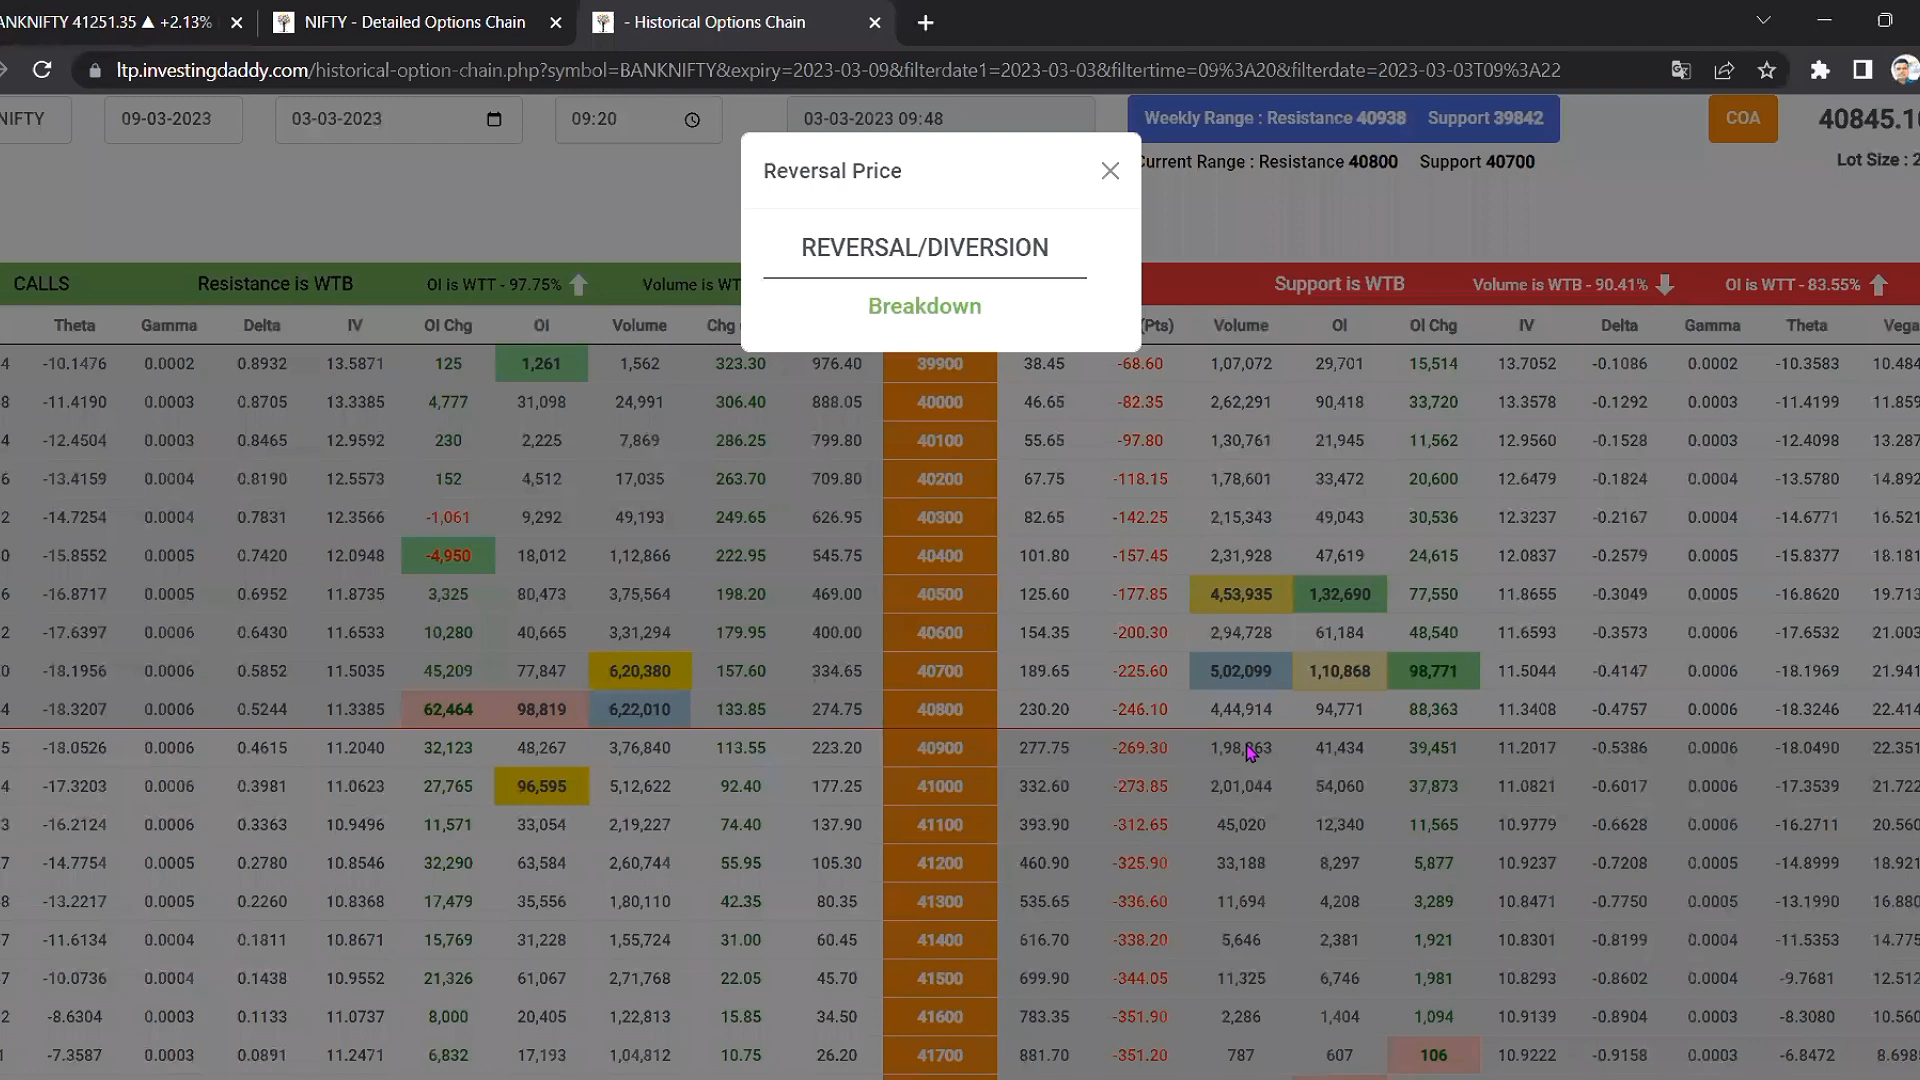 ANKNIFTY 41251.35 ▲ +2.13% NIFTY - Detailed Options Chain - Historical Options Chain
ltp.investingdaddy.com/historical-option-chain.php?symbol=BANKNIFTY&expiry=2023-03-09&filterdate1=2023-03-03&filtertime=09%3A20&filterdate=2023-03-03T09%3A22
NIFTY 09-03-2023 03-03-2023 09:20 03-03-2023 09:48 Weekly Range : Resistance 40938 Support 39842 COA 40845.1
Current Range : Resistance 40800 Support 40700 Lot Size : 2
Reversal Price
REVERSAL/DIVERSION
Breakdown
CALLS Resistance is WTB OI is WTT - 97.75% Volume is WT Support is WTB Volume is WTB - 90.41% OI is WTT - 83.55%
Theta Gamma Delta IV OI Chg OI Volume Chg (Pts) Volume OI OI Chg IV Delta Gamma Theta Vega
4 -10.1476 0.0002 0.8932 13.5871 125 1,261 1,562 323.30 976.40 39900 38.45 -68.60 1,07,072 29,701 15,514 13.7052 -0.1086 0.0002 -10.3583 10.484
8 -11.4190 0.0003 0.8705 13.3385 4,777 31,098 24,991 306.40 888.05 40000 46.65 -82.35 2,62,291 90,418 33,720 13.3578 -0.1292 0.0003 -11.4199 11.859
4 -12.4504 0.0003 0.8465 12.9592 230 2,225 7,869 286.25 799.80 40100 55.65 -97.80 1,30,761 21,945 11,562 12.9560 -0.1528 0.0003 -12.4098 13.287
6 -13.4159 0.0004 0.8190 12.5573 152 4,512 17,035 263.70 709.80 40200 67.75 -118.15 1,78,601 33,472 20,600 12.6479 -0.1824 0.0004 -13.5780 14.892
2 -14.7254 0.0004 0.7831 12.3566 -1,061 9,292 49,193 249.65 626.95 40300 82.65 -142.25 2,15,343 49,043 30,536 12.3237 -0.2167 0.0004 -14.6771 16.521
0 -15.8552 0.0005 0.7420 12.0948 -4,950 18,012 1,12,866 222.95 545.75 40400 101.80 -157.45 2,31,928 47,619 24,615 12.0837 -0.2579 0.0005 -15.8377 18.181
6 -16.8717 0.0005 0.6952 11.8735 3,325 80,473 3,75,564 198.20 469.00 40500 125.60 -177.85 4,53,935 1,32,690 77,550 11.8655 -0.3049 0.0005 -16.8620 19.713
2 -17.6397 0.0006 0.6430 11.6533 10,280 40,665 3,31,294 179.95 400.00 40600 154.35 -200.30 2,94,728 61,184 48,540 11.6593 -0.3573 0.0006 -17.6532 21.003
0 -18.1956 0.0006 0.5852 11.5035 45,209 77,847 6,20,380 157.60 334.65 40700 189.65 -225.60 5,02,099 1,10,868 98,771 11.5044 -0.4147 0.0006 -18.1969 21.941
4 -18.3207 0.0006 0.5244 11.3385 62,464 98,819 6,22,010 133.85 274.75 40800 230.20 -246.10 4,44,914 94,771 88,363 11.3408 -0.4757 0.0006 -18.3246 22.414
5 -18.0526 0.0006 0.4615 11.2040 32,123 48,267 3,76,840 113.55 223.20 40900 277.75 -269.30 41,434 39,451 11.2017 -0.5386 0.0006 -18.0490 22.351
4 -17.3203 0.0006 0.3981 11.0623 27,765 96,595 5,12,622 92.40 177.25 41000 332.60 -273.85 2,01,044 54,060 37,873 11.0821 -0.6017 0.0006 -17.3539 21.722
3 -16.2124 0.0006 0.3363 10.9496 11,571 33,054 2,19,227 74.40 137.90 41100 393.90 -312.65 45,020 12,340 11,565 10.9779 -0.6628 0.0006 -16.2711 20.560
7 -14.7754 0.0005 0.2780 10.8546 32,290 63,584 2,60,744 55.95 105.30 41200 460.90 -325.90 33,188 8,297 5,877 10.9237 -0.7208 0.0005 -14.8999 18.921
8 -13.2217 0.0005 0.2260 10.8368 17,479 35,556 1,80,110 42.35 80.35 41300 535.65 -336.60 11,694 4,208 3,289 10.8471 -0.7750 0.0005 -13.1990 16.880
7 -11.6134 0.0004 0.1811 10.8671 15,769 31,228 1,55,724 31.00 60.45 41400 616.70 -338.20 5,646 2,381 1,921 10.8301 -0.8199 0.0004 -11.5353 14.775
7 -10.0736 0.0004 0.1438 10.9552 21,326 61,067 2,71,768 22.05 45.70 41500 699.90 -344.05 11,325 6,746 1,981 10.8293 -0.8602 0.0004 -9.7681 12.512
2 -8.6304 0.0003 0.1133 11.0737 8,000 20,405 1,22,813 15.85 34.50 41600 783.35 -351.90 2,286 1,404 1,094 10.9139 -0.8904 0.0004 -8.3080 10.560
1 -7.3587 0.0003 0.0891 11.2471 6,832 17,193 1,04,812 10.75 26.20 41700 881.70 -351.20 787 607 106 10.9222 -0.9158 0.0003 -6.8472 8.698